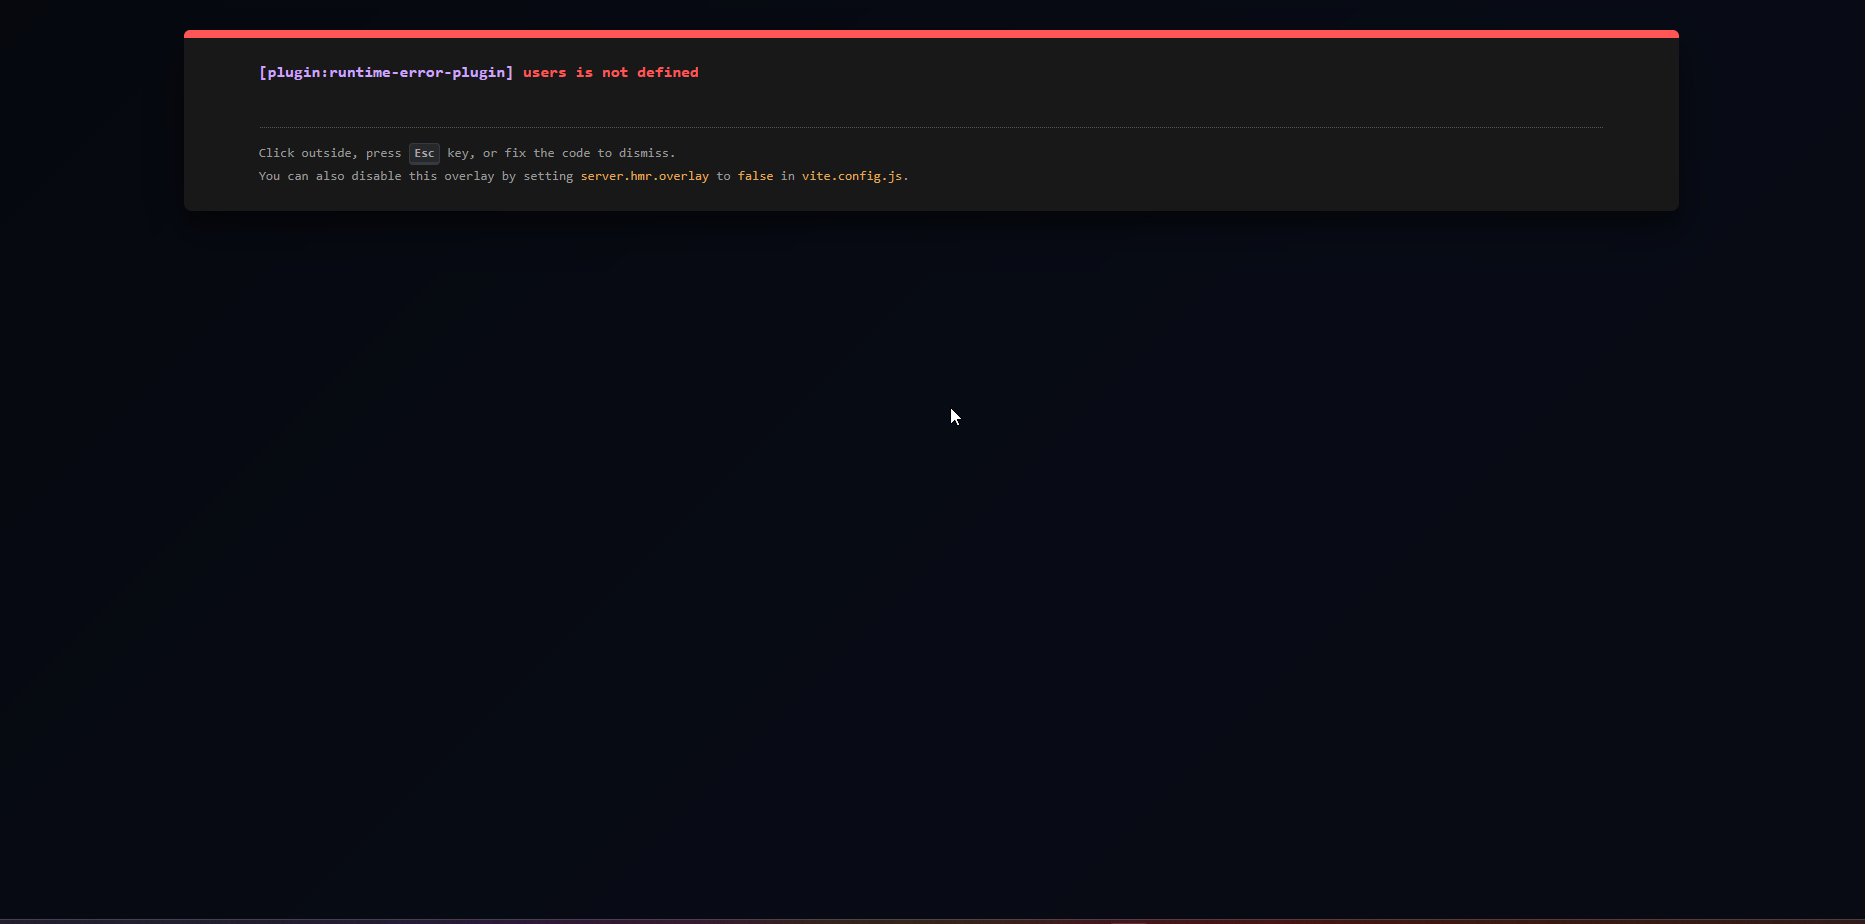 [plugin:runtime-error-plugin] users is not defined
Click outside, press Esc key, or fix the code to dismiss.
You can also disable this overlay by setting server.hmr.overlay to false in vite.config.js.